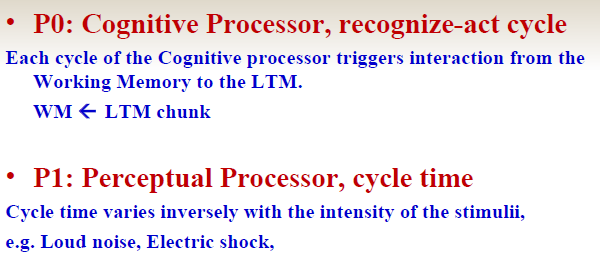 • P0: Cognitive Processor, recognize-act cycle
Each cycle of the Cognitive processor triggers interaction from the
Working Memory to the LTM.
WM ← LTM chunk
• P1: Perceptual Processor, cycle time
Cycle time varies inversely with the intensity of the stimulii,
e.g. Loud noise, Electric shock,